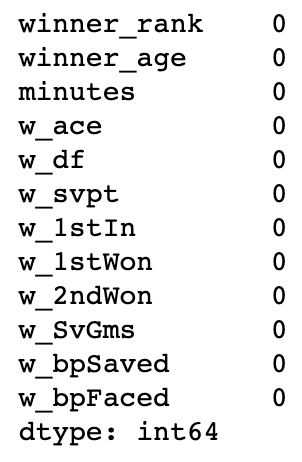 winner_rank 0
winner_age 0
minutes 0
w_ace 0
w_df 0
w_svpt 0
w_1stIn 0
w_1stWon 0
w_2ndWon 0
w_SvGms 0
w_bpSaved 0
w_bpFaced 0
dtype: int64